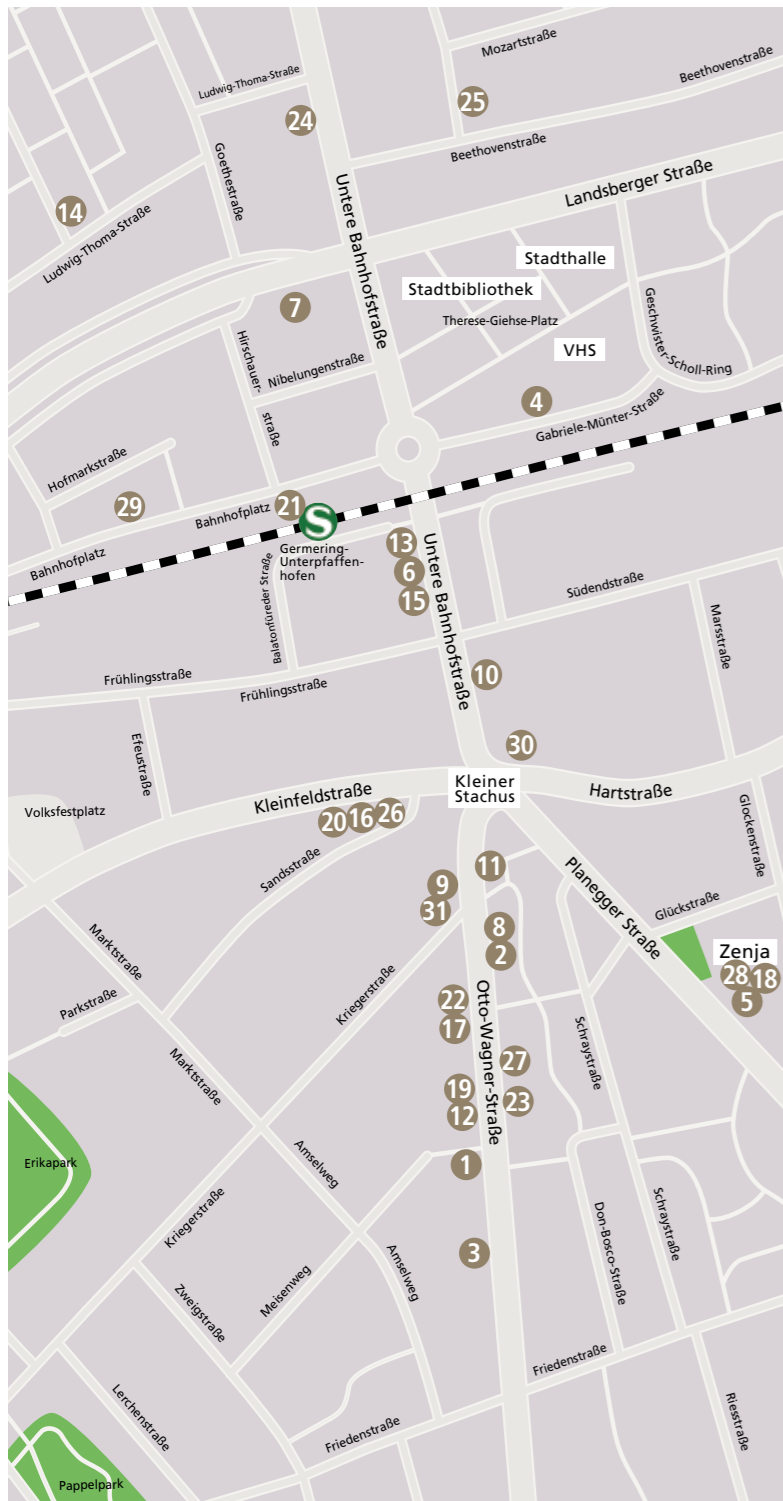 Mozartstraße
Beethovenstraße
Ludwig-Thoma-Straße
25
24
Beethovenstraße
Goethestraße
Untere Bahnhofstraße
Landsberger Straße
14
Ludwig-Thoma-Straße
Stadthalle
Stadtbibliothek
Geschwister-Scholl-Ring
7
Therese-Giehse-Platz
Hirschauer-
straße
VHS
Nibelungenstraße
4
Gabriele-Münter-Straße
Hofmarkstraße
29
21
Bahnhofplatz
S
Bahnhofplatz
Germering-
Unterpfaffen-
hofen
13
6
15
Untere Bahnhofstraße
Balatonfüreder Straße
Südendstraße
Marsstraße
Frühlingsstraße
Frühlingsstraße
10
Efeustraße
30
Kleiner
Stachus
Kleinfeldstraße
Hartstraße
Volksfestplatz
20
16
26
Glockenstraße
Sandsstraße
11
9
31
Planegger Straße
Glückstraße
8
2
Marktstraße
Zenja
28
18
5
Parkstraße
Kriegerstraße
22
17
Otto-Wagner-Straße
Schraystraße
Marktstraße
27
19
12
23
Erikapark
Amselweg
1
Kriegerstraße
Schraystraße
Don-Bosco-Straße
3
Amselweg
Meisenweg
Zweigstraße
Friedenstraße
Lerchenstraße
Riesstraße
Friedenstraße
Pappelpark